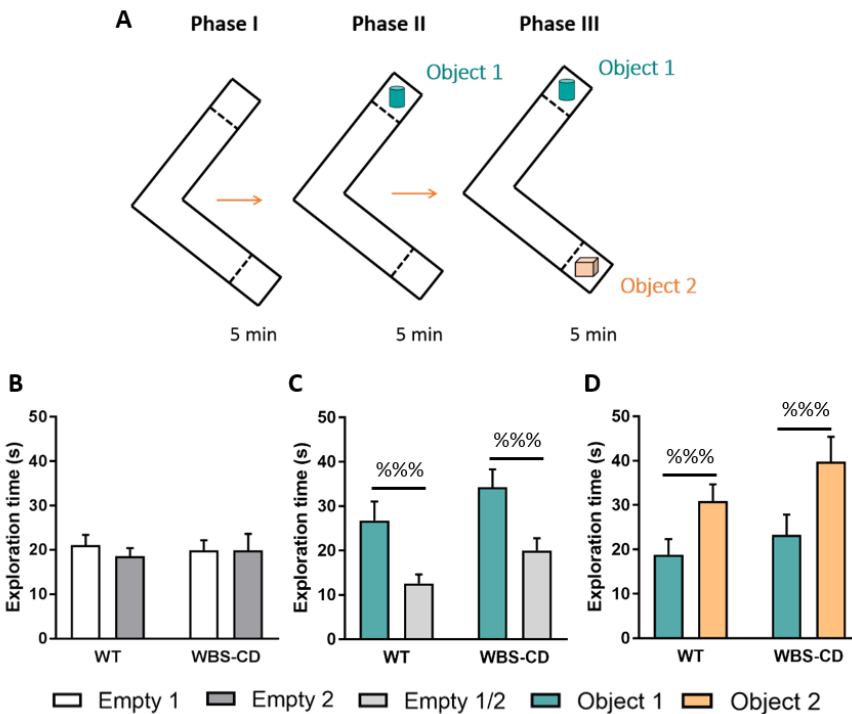 A
Phase I
Phase II
Phase III
Object 1
Object 1
Object 2
5 min
5 min
5 min
B
C
D
Exploration time (s)
50
40
30
20
10
0
WT
WBS-CD
Exploration time (s)
50
40
30
20
10
0
%%%
%%%
WT
WBS-CD
Exploration time (s)
50
40
30
20
10
0
%%%
%%%
WT
WBS-CD
Empty 1
Empty 2
Empty 1/2
Object 1
Object 2